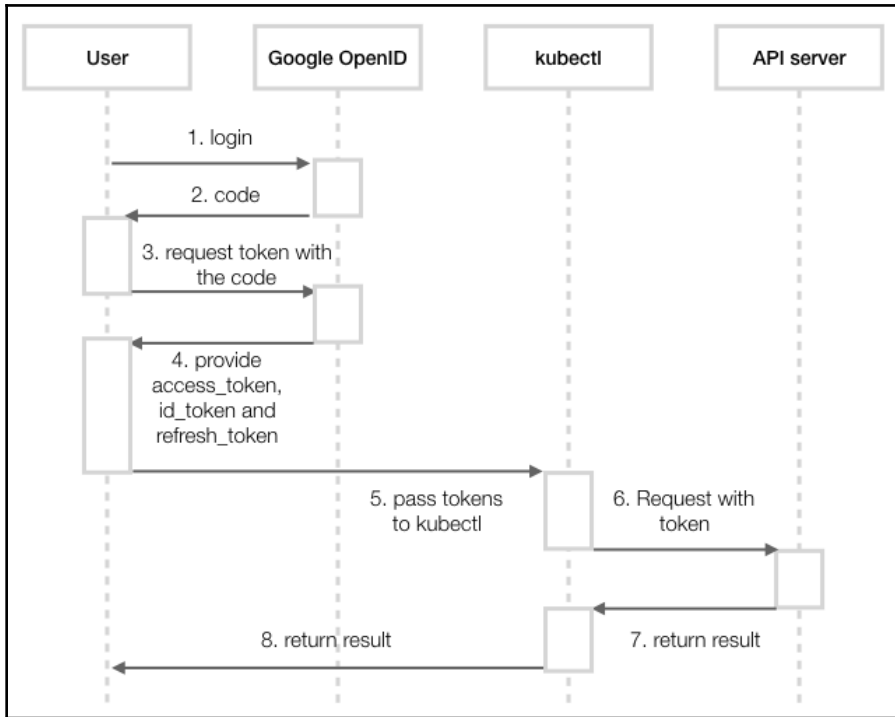 User
Google OpenID
kubectl
API server
1. login
2. code
3. request token with
the code
4. provide
access_token,
id_token and
refresh_token
5. pass tokens
to kubectl
6. Request with
token
7. return result
8. return result